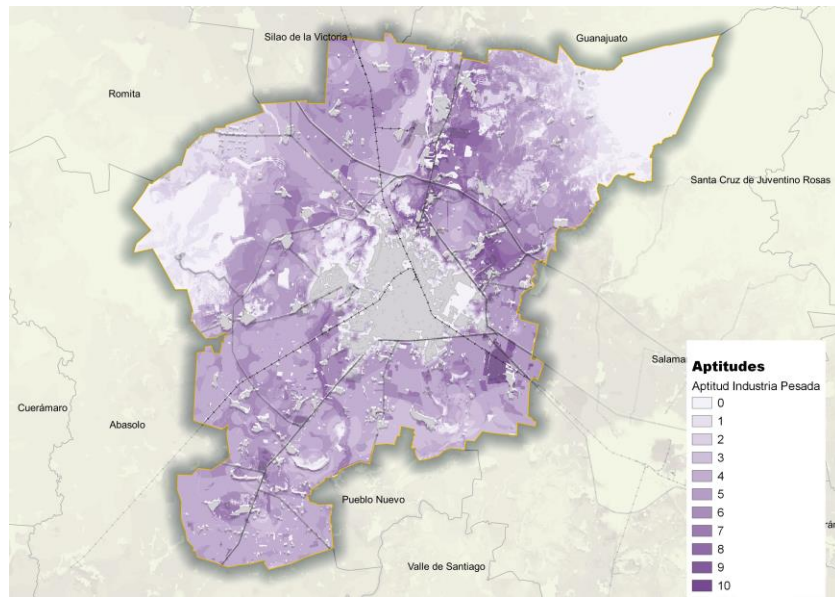 Silao de la Victoria
Guanajuato
Romita
Santa Cruz de Juventino Rosas
Cuerámaro
Abasolo
Pueblo Nuevo
Valle de Santiago
Aptitudes
Aptitud Industria Pesada
0
1
2
3
4
5
6
7
8
9
10